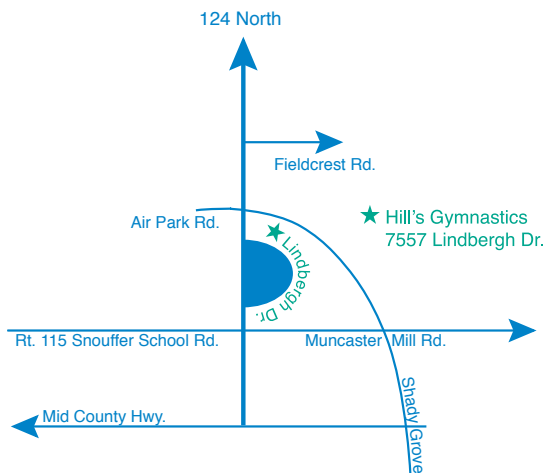 124 North
Fieldcrest Rd.
Air Park Rd.
Hill's Gymnastics
7557 Lindbergh Dr.
Lindbergh Dr.
Rt. 115 Snouffer School Rd.
Muncaster Mill Rd.
Shady Grove
Mid County Hwy.